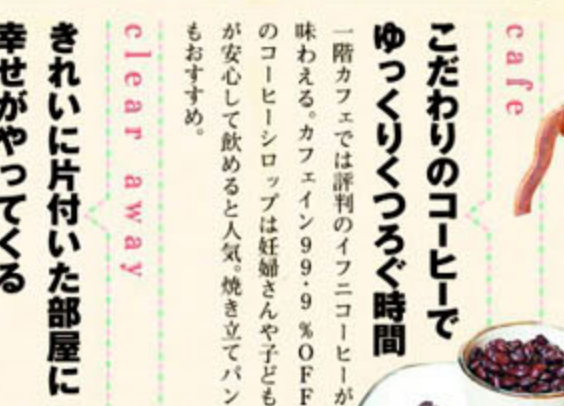 cafe
こだわりのコーヒーで
ゆっくりくつろぐ時間
一階カフェでは評判のイフニコーヒーが
味わえる。カフェイン99.9%OFF
のコーヒーシロップは妊婦さんや子ども
が安心して飲めると人気。焼き立てパン
もおすすめ。
clear away
きれいに片付いた部屋に
幸せがやってくる